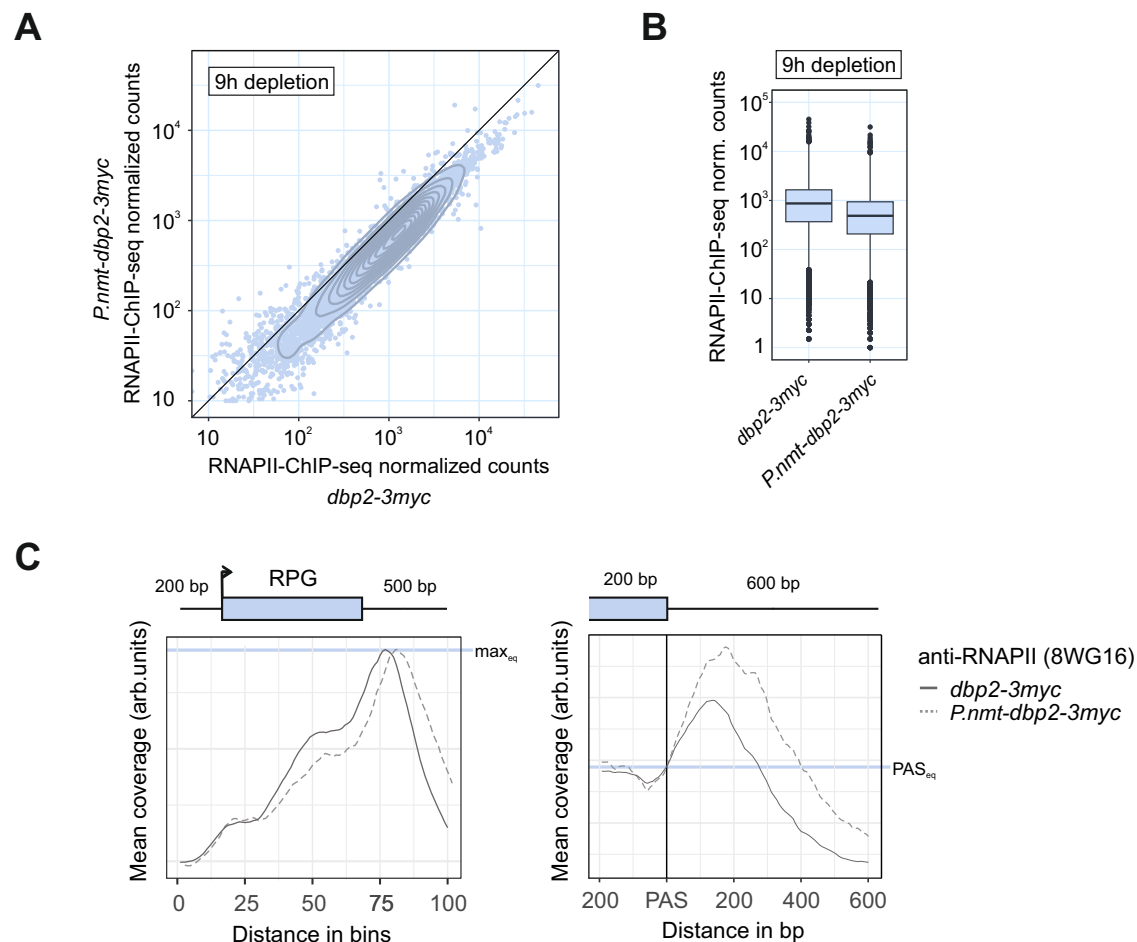 A
9h depletion
P.nmt-dbp2-3myc
RNAPII-ChIP-seq normalized counts
10⁴
10³
10²
10
10
10²
10³
10⁴
RNAPII-ChIP-seq normalized counts
dbp2-3myc
B
9h depletion
RNAPII-ChIP-seq norm. counts
10⁵
10⁴
10³
10²
10
1
dbp2-3myc
P.nmt-dbp2-3myc
C
200 bp
RPG
500 bp
Mean coverage (arb.units)
max_eq
0
25
50
75
100
Distance in bins
200 bp
600 bp
Mean coverage (arb.units)
PAS_eq
200
PAS
200
400
600
Distance in bp
anti-RNAPII (8WG16)
dbp2-3myc
P.nmt-dbp2-3myc